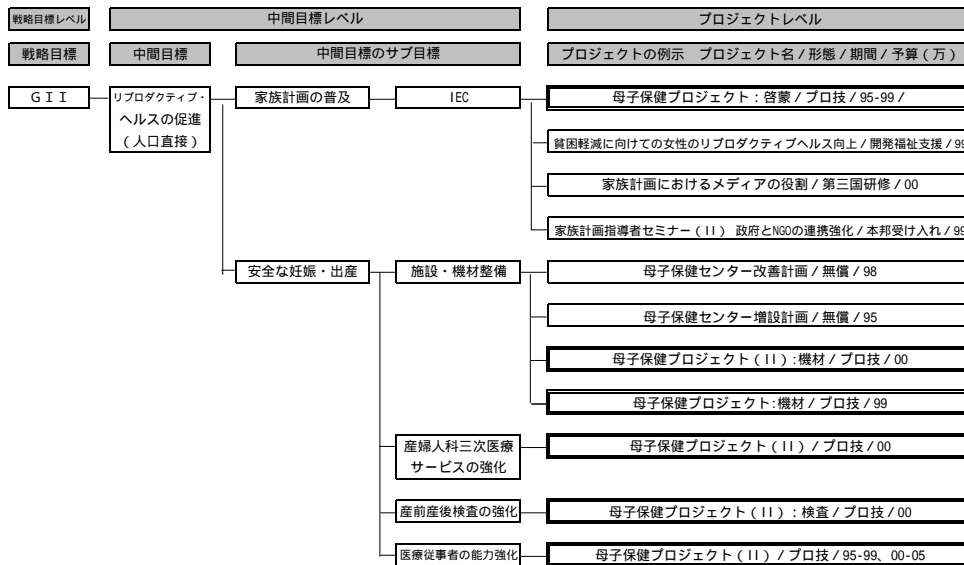 戦略目標レベル 中間目標レベル プロジェクトレベル
戦略目標 中間目標 中間目標のサブ目標 プロジェクトの例示 プロジェクト名/形態/期間/予算(万)
GII リプロダクティブ・ 家族計画の普及 IEC 母子保健プロジェクト:啓蒙/プロ技/95-99/
ヘルスの促進
(人口直接)
貧困軽減に向けての女性のリプロダクティブヘルス向上/開発福祉支援/99
家族計画におけるメディアの役割/第三国研修/00
家族計画指導者セミナー(II) 政府とNGOの連携強化/本邦受け入れ/99
安全な妊娠・出産 施設・機材整備 母子保健センター改善計画/無償/98
母子保健センター増設計画/無償/95
母子保健プロジェクト(II):機材/プロ技/00
母子保健プロジェクト:機材/プロ技/99
産婦人科三次医療 母子保健プロジェクト(II)/プロ技/00
サービスの強化
産前産後検査の強化 母子保健プロジェクト(II):検査/プロ技/00
医療従事者の能力強化 母子保健プロジェクト(II)/プロ技/95-99、00-05